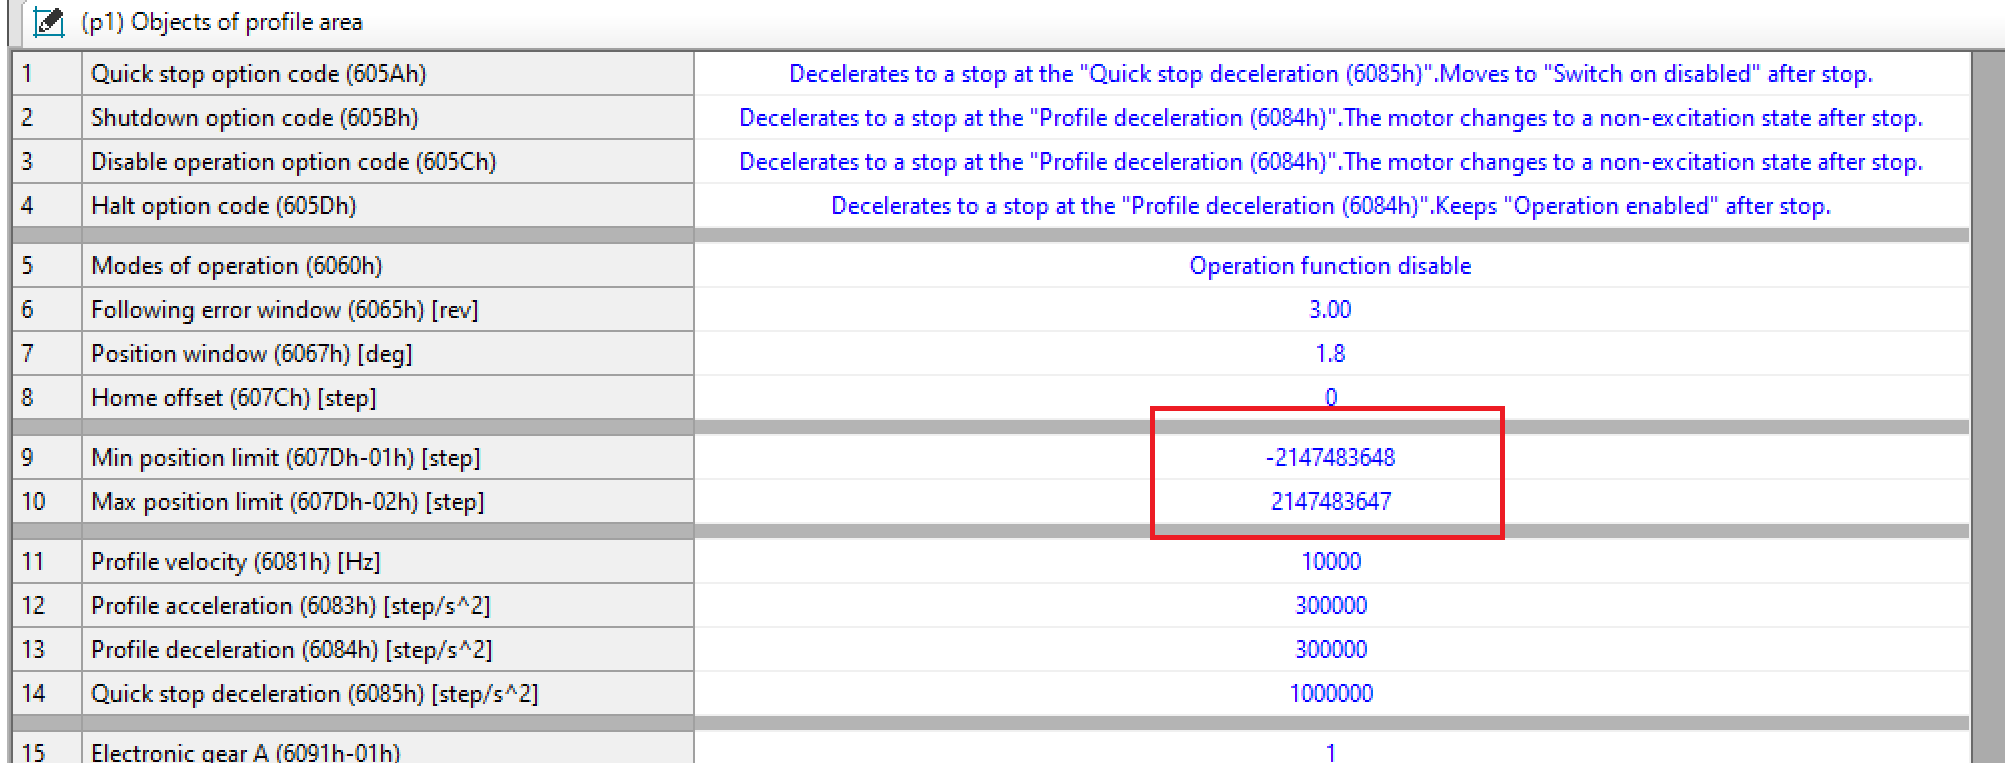 (p1) Objects of profile area
1 Quick stop option code (605Ah) Decelerates to a stop at the "Quick stop deceleration (6085h)".Moves to "Switch on disabled" after stop.
2 Shutdown option code (605Bh) Decelerates to a stop at the "Profile deceleration (6084h)".The motor changes to a non-excitation state after stop.
3 Disable operation option code (605Ch) Decelerates to a stop at the "Profile deceleration (6084h)".The motor changes to a non-excitation state after stop.
4 Halt option code (605Dh) Decelerates to a stop at the "Profile deceleration (6084h)".Keeps "Operation enabled" after stop.
5 Modes of operation (6060h) Operation function disable
6 Following error window (6065h) [rev] 3.00
7 Position window (6067h) [deg] 1.8
8 Home offset (607Ch) [step] 0
9 Min position limit (607Dh-01h) [step] -2147483648
10 Max position limit (607Dh-02h) [step] 2147483647
11 Profile velocity (6081h) [Hz] 10000
12 Profile acceleration (6083h) [step/s^2] 300000
13 Profile deceleration (6084h) [step/s^2] 300000
14 Quick stop deceleration (6085h) [step/s^2] 1000000
15 Electronic gear A (6091h-01h) 1